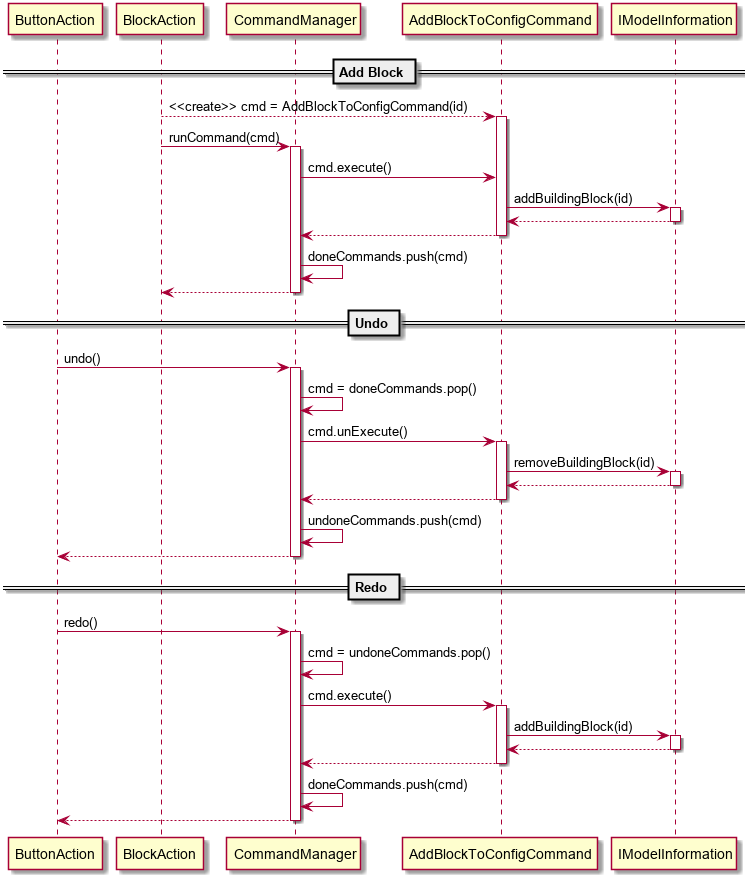 ButtonAction BlockAction CommandManager AddBlockToConfigCommand IModelInformation
Add Block
<<create>> cmd = AddBlockToConfigCommand(id)
runCommand(cmd)
cmd.execute()
addBuildingBlock(id)
doneCommands.push(cmd)
Undo
undo()
cmd = doneCommands.pop()
cmd.unExecute()
removeBuildingBlock(id)
undoneCommands.push(cmd)
Redo
redo()
cmd = undoneCommands.pop()
cmd.execute()
addBuildingBlock(id)
doneCommands.push(cmd)
ButtonAction BlockAction CommandManager AddBlockToConfigCommand IModelInformation